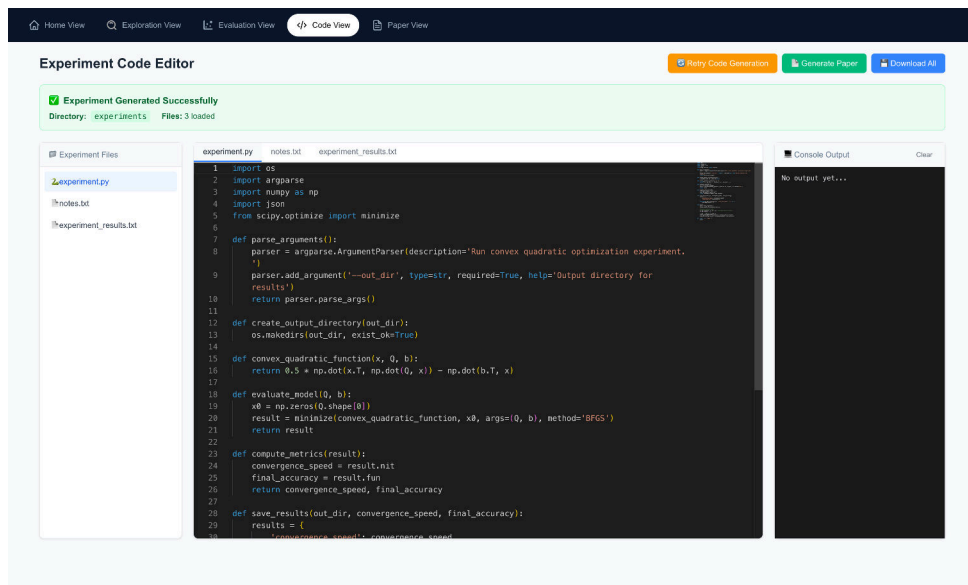 Home View
Exploration View
Evaluation View
Code View
Paper View
Experiment Code Editor
Retry Code Generation
Generate Paper
Download All
Experiment Generated Successfully
Directory: experiments Files: 3 loaded
Experiment Files
experiment.py
notes.txt
experiment_results.txt
experiment.py notes.txt experiment_results.txt
1 import os
2 import argparse
3 import numpy as np
4 import json
5 from scipy.optimize import minimize
6
7 def parse_arguments():
8 parser = argparse.ArgumentParser(description='Run convex quadratic optimization experiment.
')
9 parser.add_argument('--out_dir', type=str, required=True, help='Output directory for
results')
10 return parser.parse_args()
11
12 def create_output_directory(out_dir):
13 os.makedirs(out_dir, exist_ok=True)
14
15 def convex_quadratic_function(x, Q, b):
16 return 0.5 * np.dot(x.T, np.dot(Q, x)) - np.dot(b.T, x)
17
18 def evaluate_model(Q, b):
19 x0 = np.zeros(Q.shape[0])
20 result = minimize(convex_quadratic_function, x0, args=(Q, b), method='BFGS')
21 return result
22
23 def compute_metrics(result):
24 convergence_speed = result.nit
25 final_accuracy = result.fun
26 return convergence_speed, final_accuracy
27
28 def save_results(out_dir, convergence_speed, final_accuracy):
29 results = {
30 'convergence_speed': convergence_speed
Console Output
Clear
No output yet...